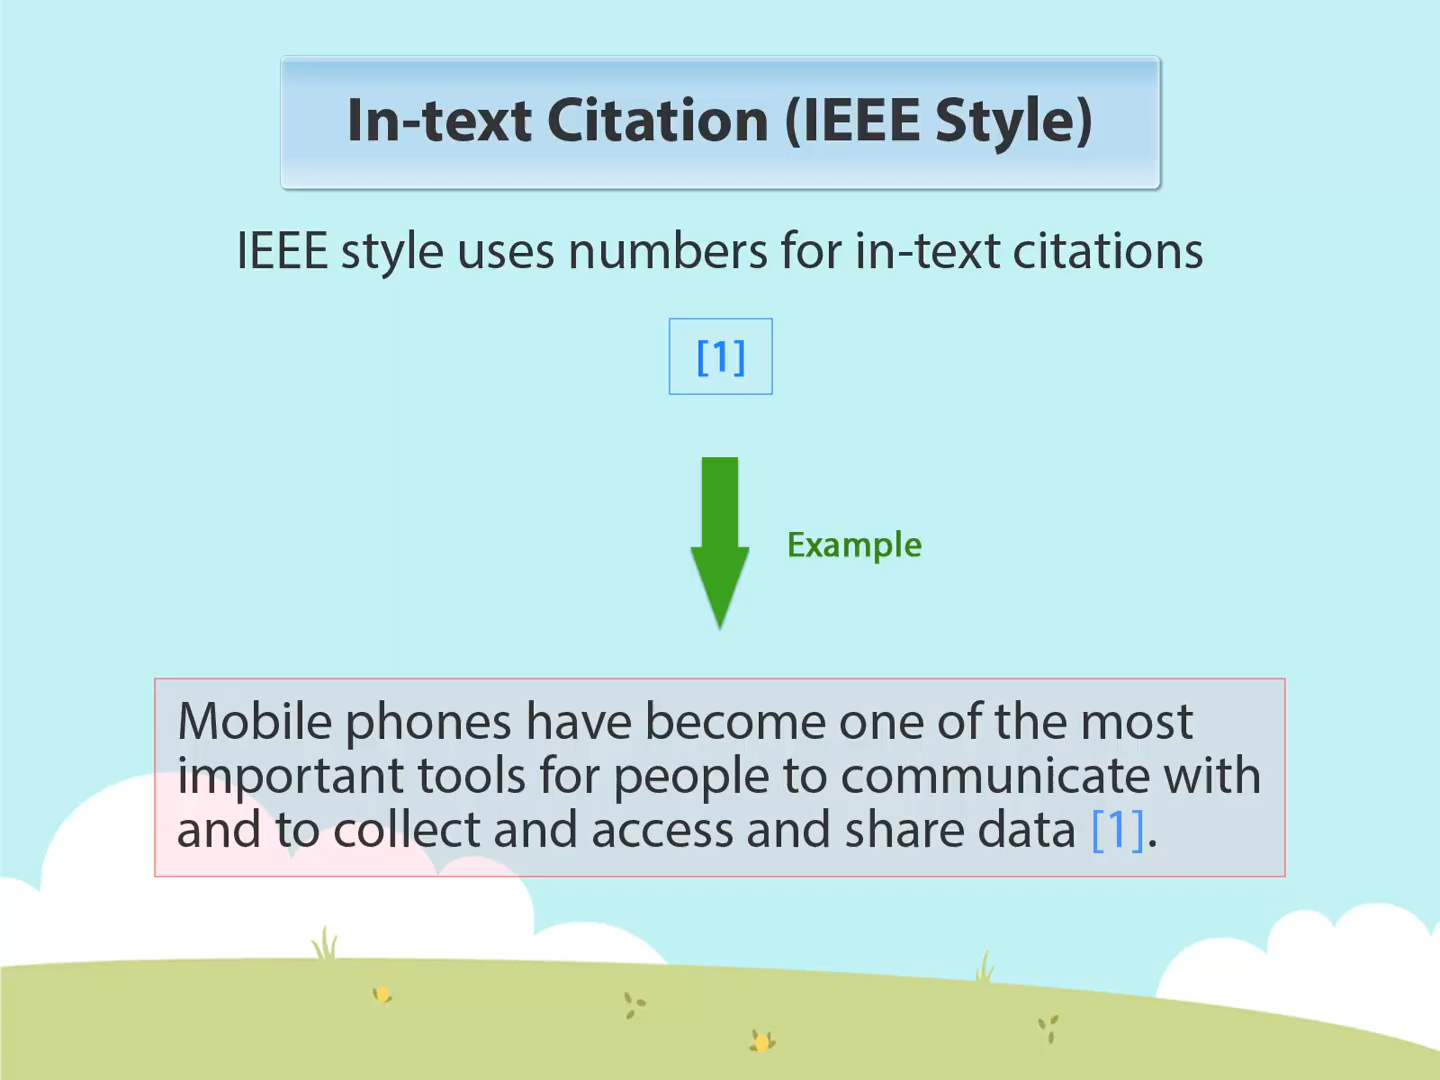 In-text Citation (IEEE Style)
IEEE style uses numbers for in-text citations
[1]
Example
Mobile phones have become one of the most
important tools for people to communicate with
and to collect and access and share data [1].